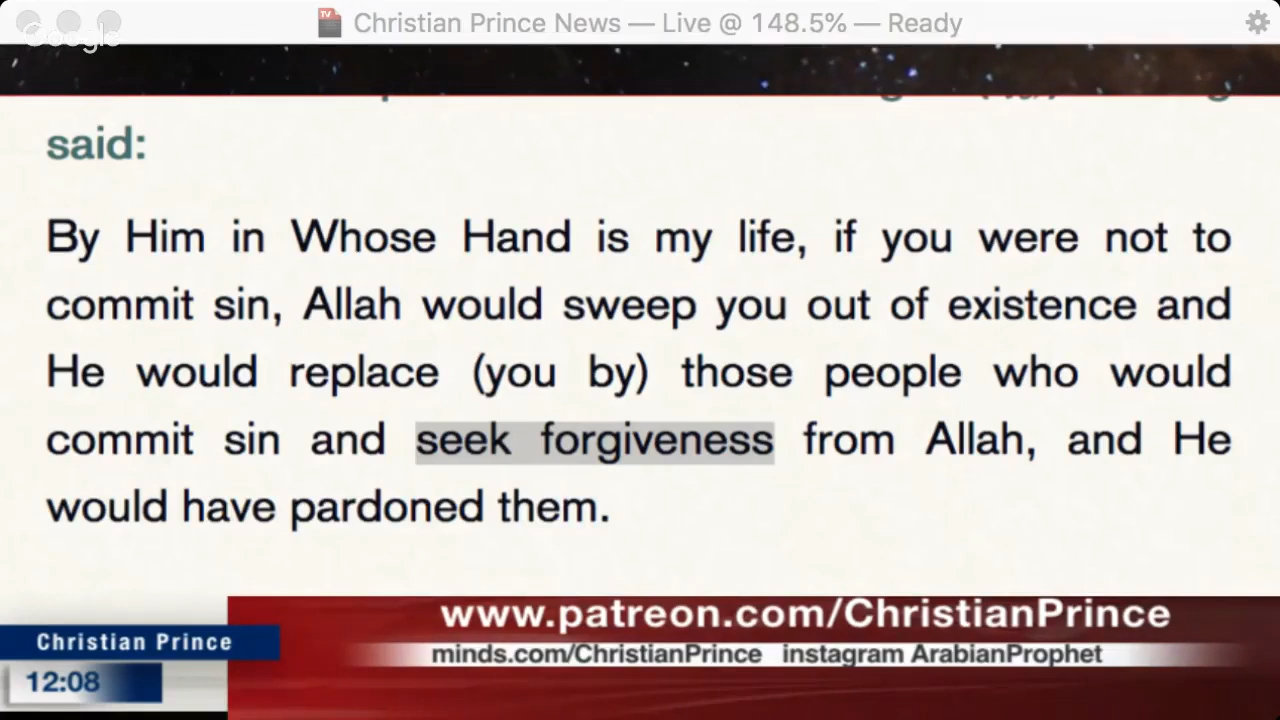 Christian Prince News — Live @ 148.5% — Ready
Google
said:
By Him in Whose Hand is my life, if you were not to
commit sin, Allah would sweep you out of existence and
He would replace (you by) those people who would
commit sin and seek forgiveness from Allah, and He
would have pardoned them.
www.patreon.com/ChristianPrince
Christian Prince
minds.com/ChristianPrince instagram ArabianProphet
12:08